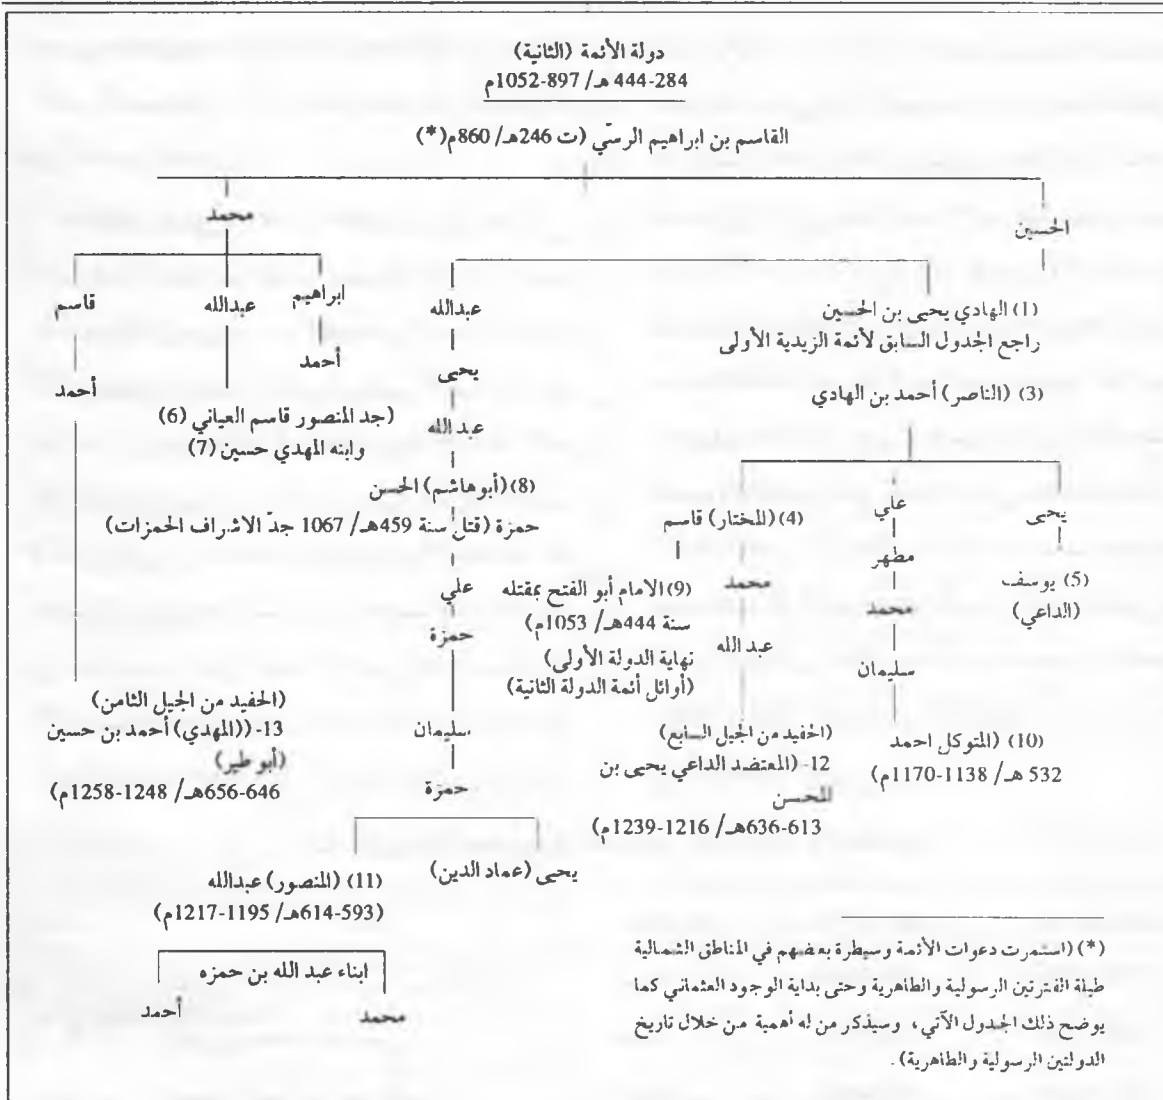 دولة الأئمة (الثانية)
284-444 هـ/ 897-1052م
القاسم بن ابراهيم الرسّي (ت 246هـ/ 860م(*)
الحسين
محمد
(1) الهادي يحيى بن الحسين
راجع الجدول السابق لأئمة الزيدية الأولى
(3) (الناصر) أحمد بن الهادي
يحيى
(5) يوسف
(الداعي)
علي
مطهر
محمد
سليمان
(10) (المتوكل احمد
532 هـ/ 1138-1170م)
(4) (المختار) قاسم
محمد
عبد الله
(الحفيد من الجيل السابع)
12- (المعتضد الداعي يحيى بن
المحسن
613-636هـ/ 1216-1239م)
(9) الامام أبو الفتح بمقتله
سنة 444هـ/ 1053م)
نهاية الدولة الأولى)
(أوائل أئمة الدولة الثانية)
عبدالله
يحيى
عبد الله
(8) (أبوهاشم) الحسن
حمزة (قتل سنة 459هـ/ 1067 جدّ الاشراف الحمزات)
علي
حمزة
سليمان
حمزة
يحيى (عماد الدين)
(11) (المنصور) عبدالله
(593-614هـ/ 1195-1217م)
ابناء عبد الله بن حمزه
محمد
أحمد
ابراهيم
أحمد
عبدالله
(جد المنصور قاسم العياني (6)
وابنه المهدي حسين (7)
قاسم
أحمد
(الحفيد من الجيل الثامن)
13- ((المهدي) أحمد بن حسين
(أبو طير)
646-656هـ/ 1248-1258م)
(*) (استمرت دعوات الأئمة وسيطرة بعضهم في المناطق الشمالية
طيلة الفترتين الرسولية والطاهرية وحتى بداية الوجود العثماني كما
يوضح ذلك الجدول الآتي، وسيذكر من له أهمية من خلال تاريخ
الدولتين الرسولية والطاهرية).